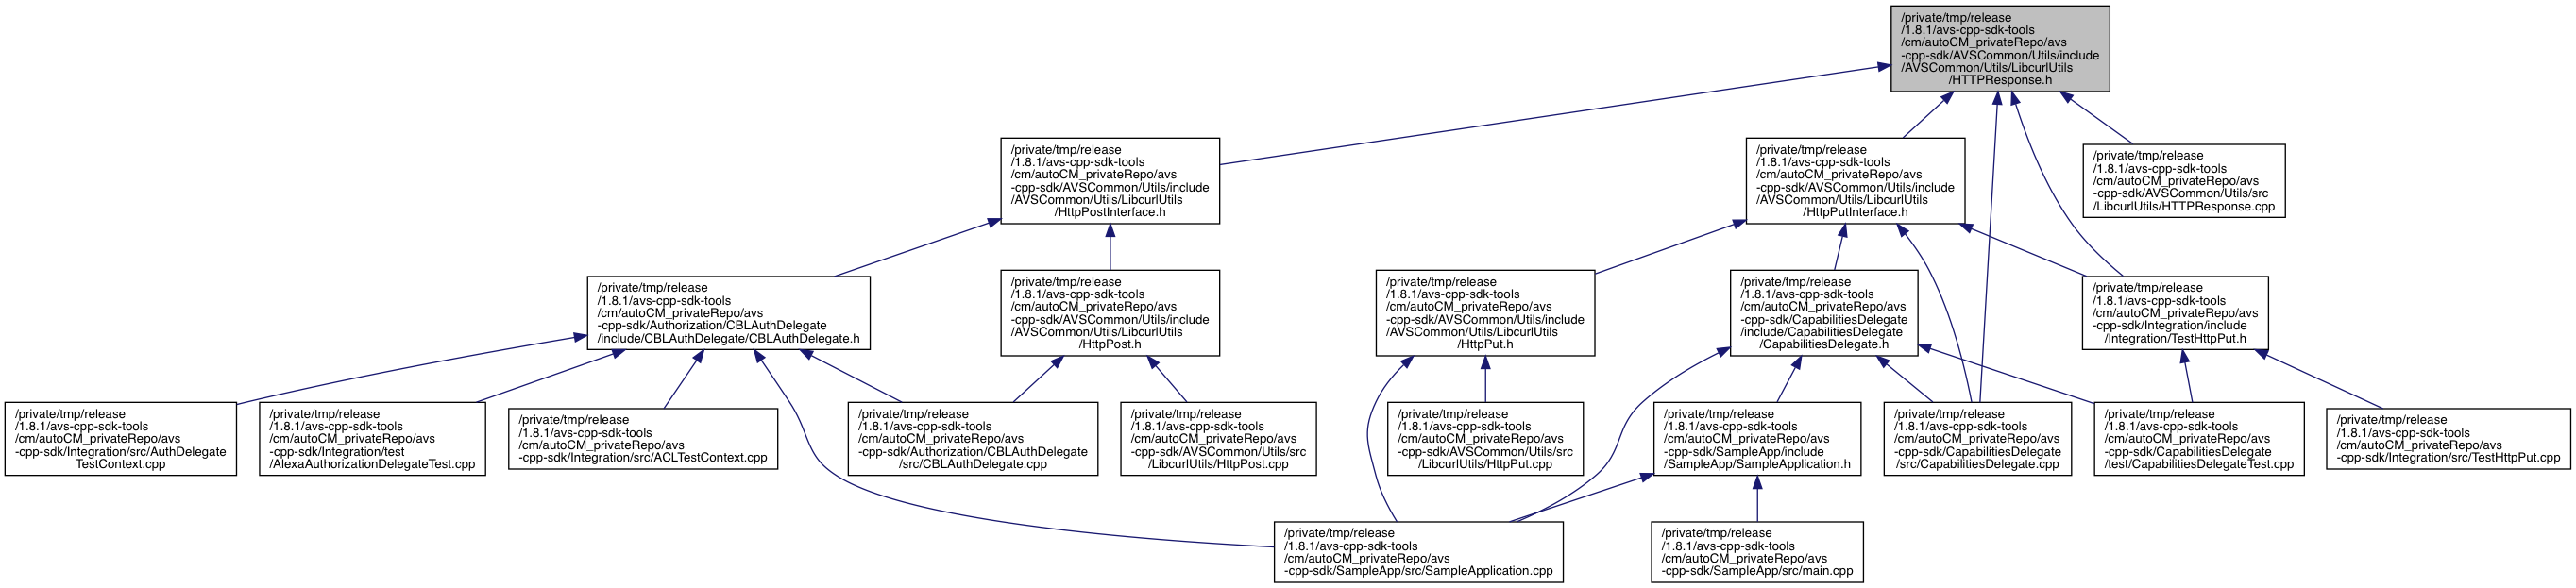 /private/tmp/release
/1.8.1/avs-cpp-sdk-tools
/cm/autoCM_privateRepo/avs
-cpp-sdk/AVSCommon/Utils/include
/AVSCommon/Utils/LibcurlUtils
/HTTPResponse.h
/private/tmp/release
/1.8.1/avs-cpp-sdk-tools
/cm/autoCM_privateRepo/avs
-cpp-sdk/AVSCommon/Utils/include
/AVSCommon/Utils/LibcurlUtils
/HttpPostInterface.h
/private/tmp/release
/1.8.1/avs-cpp-sdk-tools
/cm/autoCM_privateRepo/avs
-cpp-sdk/AVSCommon/Utils/include
/AVSCommon/Utils/LibcurlUtils
/HttpPutInterface.h
/private/tmp/release
/1.8.1/avs-cpp-sdk-tools
/cm/autoCM_privateRepo/avs
-cpp-sdk/AVSCommon/Utils/src
/LibcurlUtils/HTTPResponse.cpp
/private/tmp/release
/1.8.1/avs-cpp-sdk-tools
/cm/autoCM_privateRepo/avs
-cpp-sdk/Authorization/CBLAuthDelegate
/include/CBLAuthDelegate/CBLAuthDelegate.h
/private/tmp/release
/1.8.1/avs-cpp-sdk-tools
/cm/autoCM_privateRepo/avs
-cpp-sdk/AVSCommon/Utils/include
/AVSCommon/Utils/LibcurlUtils
/HttpPost.h
/private/tmp/release
/1.8.1/avs-cpp-sdk-tools
/cm/autoCM_privateRepo/avs
-cpp-sdk/AVSCommon/Utils/include
/AVSCommon/Utils/LibcurlUtils
/HttpPut.h
/private/tmp/release
/1.8.1/avs-cpp-sdk-tools
/cm/autoCM_privateRepo/avs
-cpp-sdk/CapabilitiesDelegate
/include/CapabilitiesDelegate
/CapabilitiesDelegate.h
/private/tmp/release
/1.8.1/avs-cpp-sdk-tools
/cm/autoCM_privateRepo/avs
-cpp-sdk/Integration/include
/Integration/TestHttpPut.h
/private/tmp/release
/1.8.1/avs-cpp-sdk-tools
/cm/autoCM_privateRepo/avs
-cpp-sdk/Integration/src/AuthDelegate
TestContext.cpp
/private/tmp/release
/1.8.1/avs-cpp-sdk-tools
/cm/autoCM_privateRepo/avs
-cpp-sdk/Integration/test
/AlexaAuthorizationDelegateTest.cpp
/private/tmp/release
/1.8.1/avs-cpp-sdk-tools
/cm/autoCM_privateRepo/avs
-cpp-sdk/Integration/src/ACLTestContext.cpp
/private/tmp/release
/1.8.1/avs-cpp-sdk-tools
/cm/autoCM_privateRepo/avs
-cpp-sdk/Authorization/CBLAuthDelegate
/src/CBLAuthDelegate.cpp
/private/tmp/release
/1.8.1/avs-cpp-sdk-tools
/cm/autoCM_privateRepo/avs
-cpp-sdk/AVSCommon/Utils/src
/LibcurlUtils/HttpPost.cpp
/private/tmp/release
/1.8.1/avs-cpp-sdk-tools
/cm/autoCM_privateRepo/avs
-cpp-sdk/AVSCommon/Utils/src
/LibcurlUtils/HttpPut.cpp
/private/tmp/release
/1.8.1/avs-cpp-sdk-tools
/cm/autoCM_privateRepo/avs
-cpp-sdk/SampleApp/include
/SampleApp/SampleApplication.h
/private/tmp/release
/1.8.1/avs-cpp-sdk-tools
/cm/autoCM_privateRepo/avs
-cpp-sdk/CapabilitiesDelegate
/src/CapabilitiesDelegate.cpp
/private/tmp/release
/1.8.1/avs-cpp-sdk-tools
/cm/autoCM_privateRepo/avs
-cpp-sdk/CapabilitiesDelegate
/test/CapabilitiesDelegateTest.cpp
/private/tmp/release
/1.8.1/avs-cpp-sdk-tools
/cm/autoCM_privateRepo/avs
-cpp-sdk/Integration/src/TestHttpPut.cpp
/private/tmp/release
/1.8.1/avs-cpp-sdk-tools
/cm/autoCM_privateRepo/avs
-cpp-sdk/SampleApp/src/SampleApplication.cpp
/private/tmp/release
/1.8.1/avs-cpp-sdk-tools
/cm/autoCM_privateRepo/avs
-cpp-sdk/SampleApp/src/main.cpp